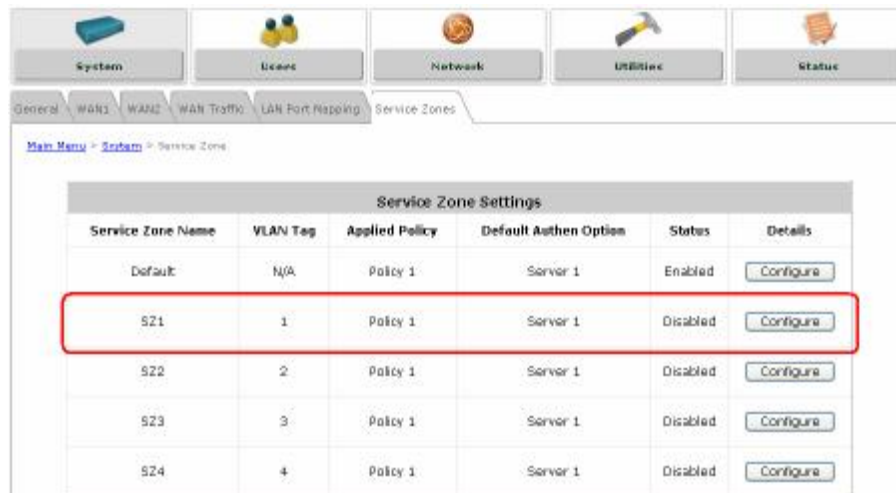 System Users Network Utilities Status
General WAN1 WAN2 WAN Traffic LAN Port Mapping Service Zones
Main Menu > System > Service Zone
Service Zone Settings
Service Zone Name VLAN Tag Applied Policy Default Authen Option Status Details
Default N/A Policy 1 Server 1 Enabled Configure
SZ1 1 Policy 1 Server 1 Disabled Configure
SZ2 2 Policy 1 Server 1 Disabled Configure
SZ3 3 Policy 1 Server 1 Disabled Configure
SZ4 4 Policy 1 Server 1 Disabled Configure